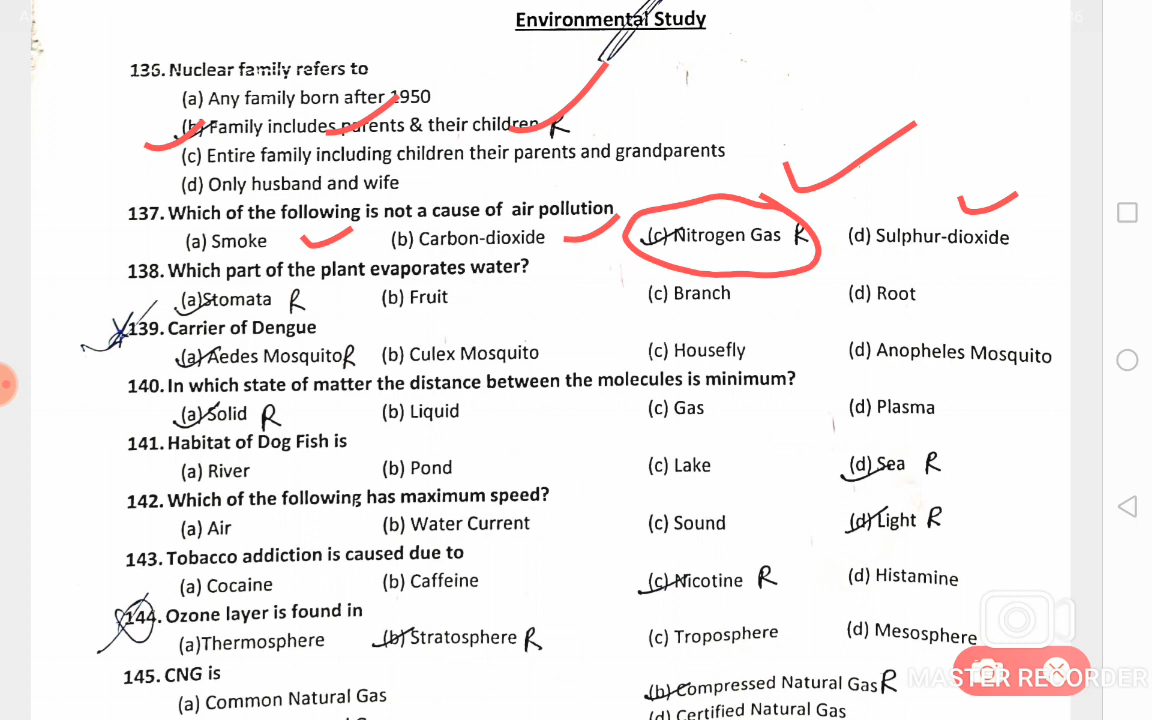 Environmental Study
136. Nuclear family refers to
(a) Any family born after 1950
(b) Family includes parents & their children R
(c) Entire family including children their parents and grandparents
(d) Only husband and wife
137. Which of the following is not a cause of air pollution
(a) Smoke (b) Carbon-dioxide (c) Nitrogen Gas R (d) Sulphur-dioxide
138. Which part of the plant evaporates water?
(a)Stomata R (b) Fruit (c) Branch (d) Root
139. Carrier of Dengue
(a) Aedes Mosquito R (b) Culex Mosquito (c) Housefly (d) Anopheles Mosquito
140. In which state of matter the distance between the molecules is minimum?
(a) Solid R (b) Liquid (c) Gas (d) Plasma
141. Habitat of Dog Fish is
(a) River (b) Pond (c) Lake (d) Sea R
142. Which of the following has maximum speed?
(a) Air (b) Water Current (c) Sound (d) Light R
143. Tobacco addiction is caused due to
(a) Cocaine (b) Caffeine (c) Nicotine R (d) Histamine
144. Ozone layer is found in
(a)Thermosphere (b) Stratosphere R (c) Troposphere (d) Mesosphere
145. CNG is
(a) Common Natural Gas (b) Compressed Natural Gas R
(d) Certified Natural Gas
MASTER RECORDER